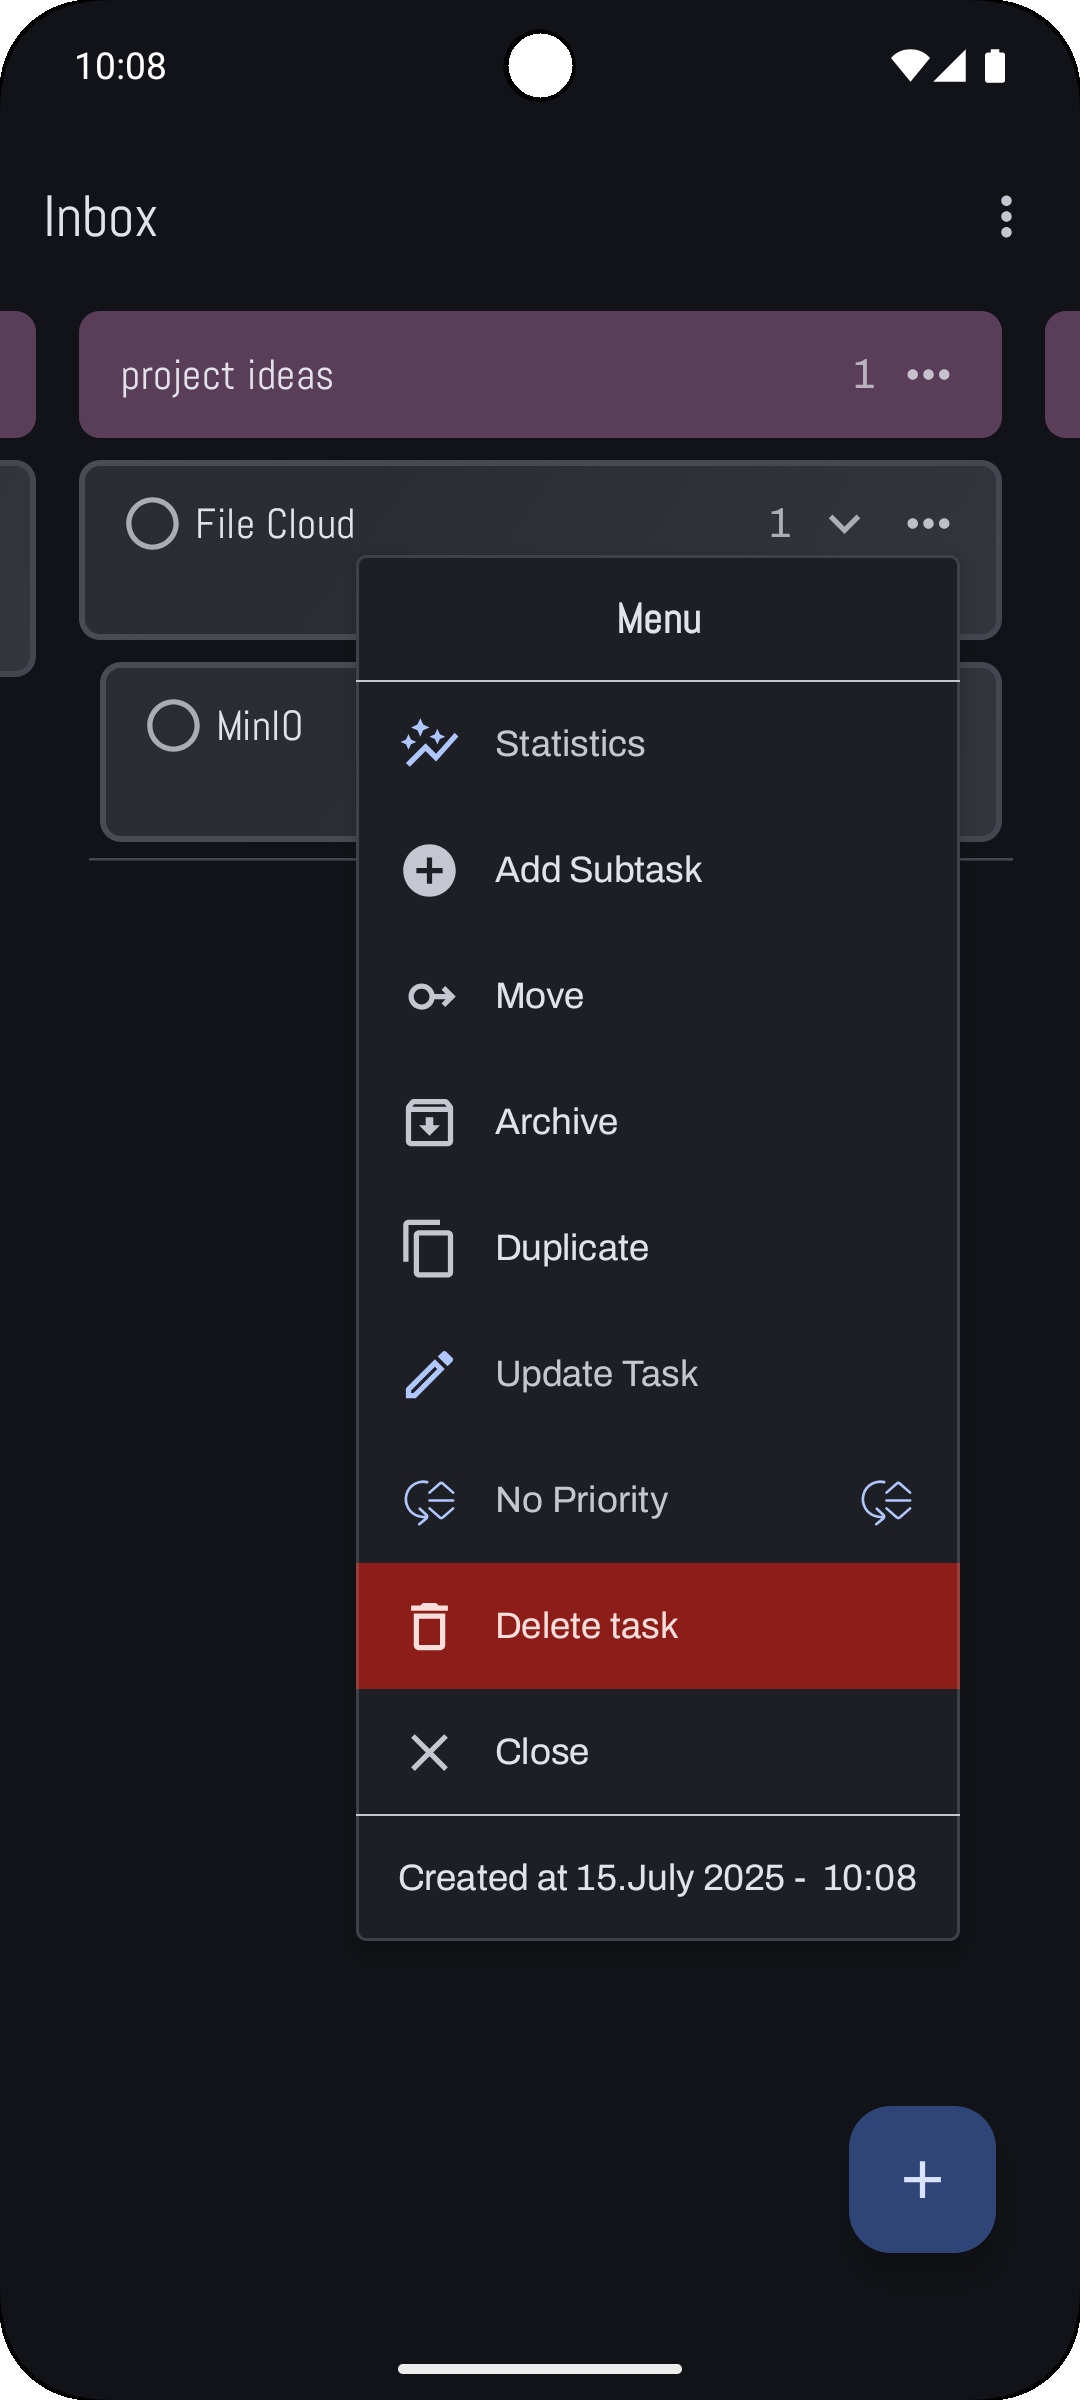 10:08
Inbox
project ideas 1
File Cloud 1
Menu
MinIO
Statistics
Add Subtask
Move
Archive
Duplicate
Update Task
No Priority
Delete task
Close
Created at 15.July 2025 - 10:08